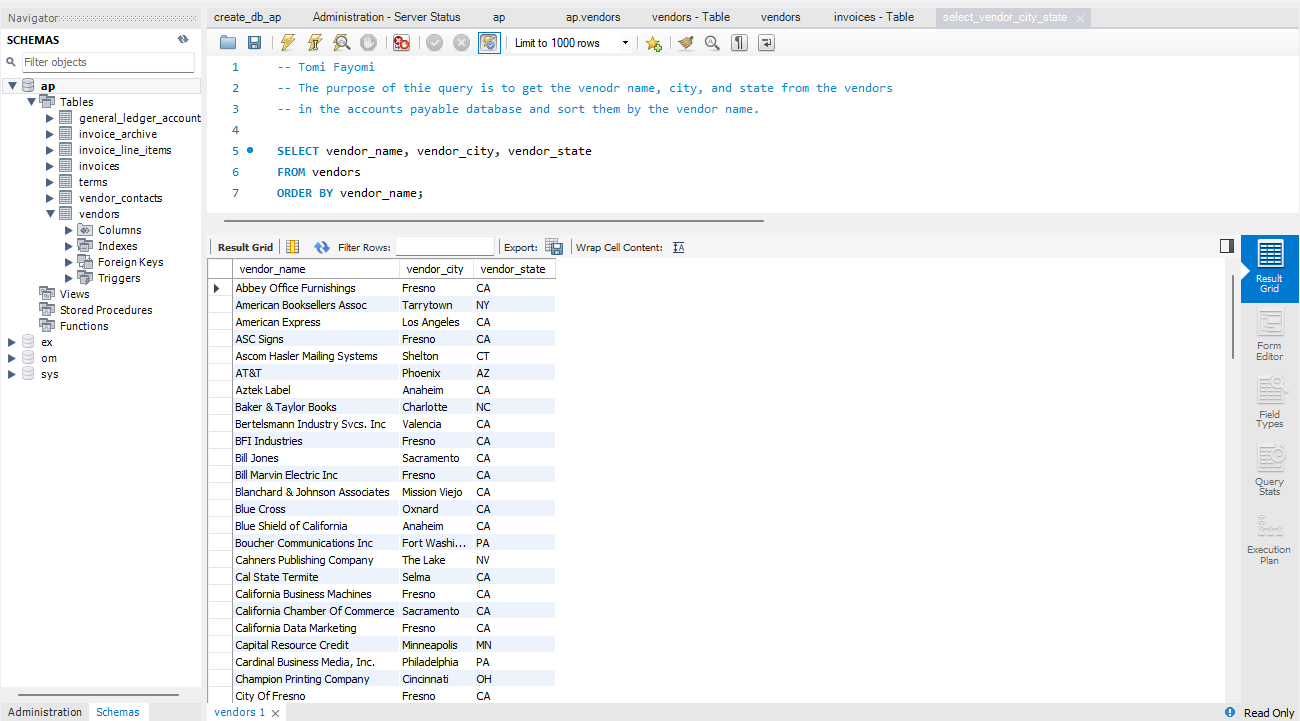 Navigator
SCHEMAS
Filter objects
ap
Tables
general_ledger_account
invoice_archive
invoice_line_items
invoices
terms
vendor_contacts
vendors
Columns
Indexes
Foreign Keys
Triggers
Views
Stored Procedures
Functions
ex
om
sys
Administration Schemas
create_db_ap Administration - Server Status ap ap.vendors vendors - Table vendors invoices - Table select_vendor_city_state
Limit to 1000 rows
1 -- Tomi Fayomi
2 -- The purpose of thie query is to get the venodr name, city, and state from the vendors
3 -- in the accounts payable database and sort them by the vendor name.
4
5 SELECT vendor_name, vendor_city, vendor_state
6 FROM vendors
7 ORDER BY vendor_name;
Result Grid Filter Rows: Export: Wrap Cell Content:
vendor_name vendor_city vendor_state
Abbey Office Furnishings Fresno CA
American Booksellers Assoc Tarrytown NY
American Express Los Angeles CA
ASC Signs Fresno CA
Ascom Hasler Mailing Systems Shelton CT
AT&T Phoenix AZ
Aztek Label Anaheim CA
Baker & Taylor Books Charlotte NC
Bertelsmann Industry Svcs. Inc Valencia CA
BFI Industries Fresno CA
Bill Jones Sacramento CA
Bill Marvin Electric Inc Fresno CA
Blanchard & Johnson Associates Mission Viejo CA
Blue Cross Oxnard CA
Blue Shield of California Anaheim CA
Boucher Communications Inc Fort Washi... PA
Cahners Publishing Company The Lake NV
Cal State Termite Selma CA
California Business Machines Fresno CA
California Chamber Of Commerce Sacramento CA
California Data Marketing Fresno CA
Capital Resource Credit Minneapolis MN
Cardinal Business Media, Inc. Philadelphia PA
Champion Printing Company Cincinnati OH
City Of Fresno Fresno CA
Result
Grid
Form
Editor
Field
Types
Query
Stats
Execution
Plan
vendors 1
Read Only